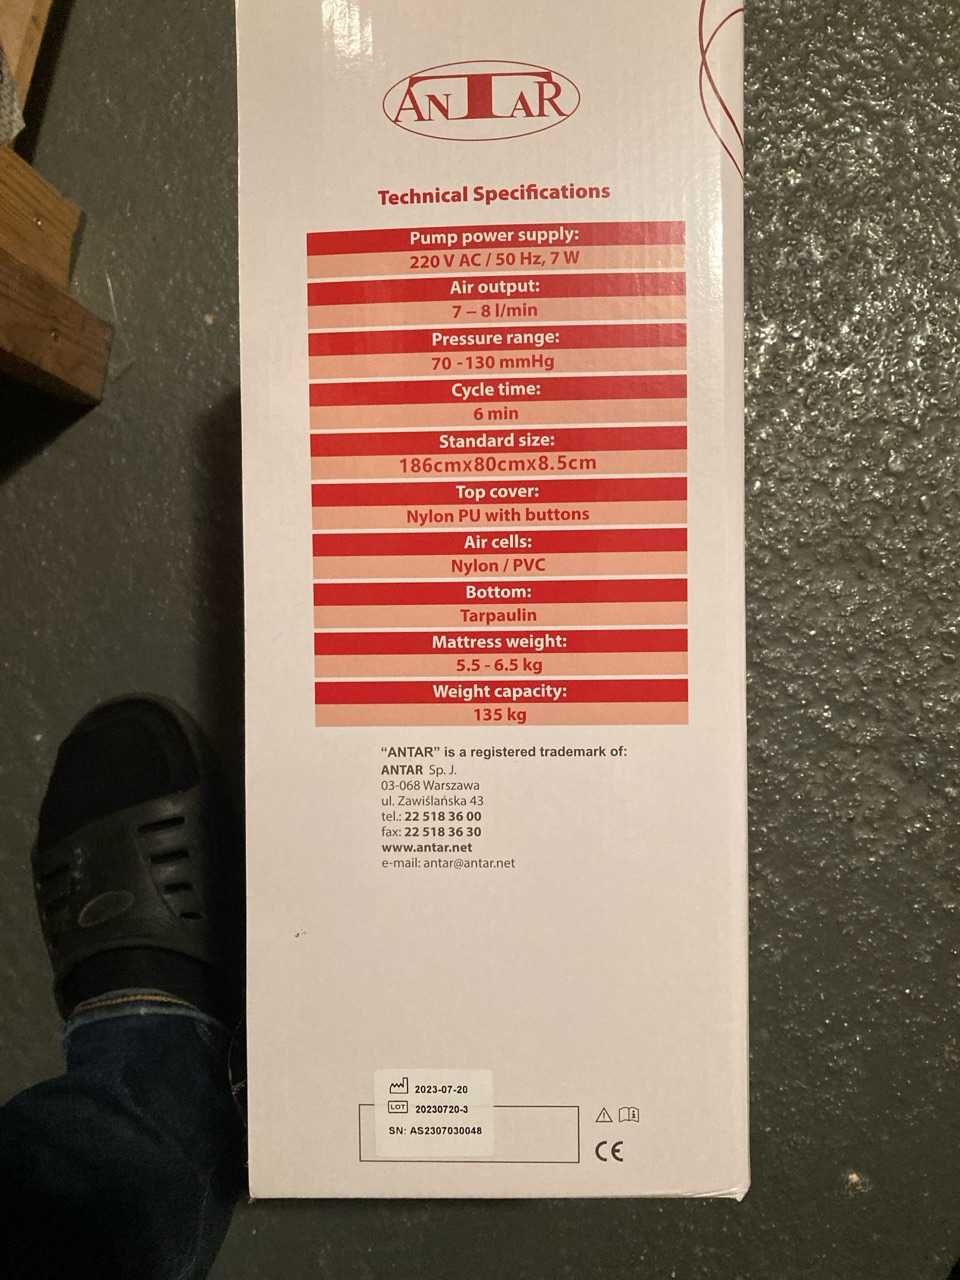 ANTAR
Technical Specifications
Pump power supply:
220 V AC / 50 Hz, 7 W
Air output:
7 – 8 l/min
Pressure range:
70 - 130 mmHg
Cycle time:
6 min
Standard size:
186cmx80cmx8.5cm
Top cover:
Nylon PU with buttons
Air cells:
Nylon / PVC
Bottom:
Tarpaulin
Mattress weight:
5.5 - 6.5 kg
Weight capacity:
135 kg
“ANTAR” is a registered trademark of:
ANTAR Sp. J.
03-068 Warszawa
ul. Zawiślańska 43
tel.: 22 518 36 00
fax: 22 518 36 30
www.antar.net
e-mail: antar@antar.net
2023-07-20
LOT 20230720-3
SN: AS2307030048
CE